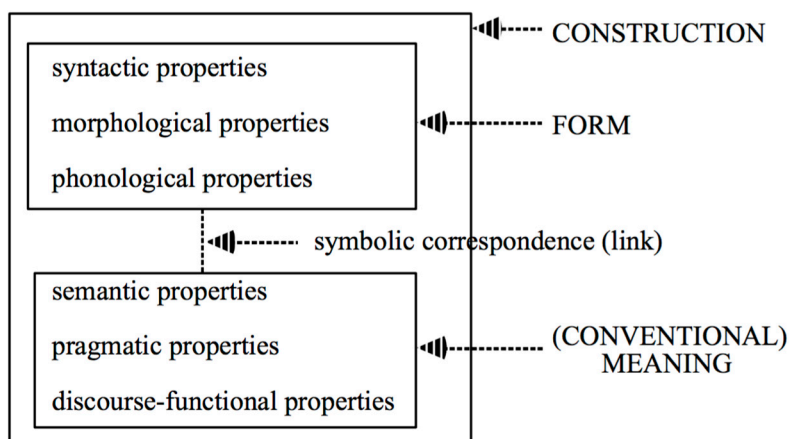 CONSTRUCTION
syntactic properties
morphological properties
FORM
phonological properties
symbolic correspondence (link)
semantic properties
pragmatic properties
(CONVENTIONAL)
MEANING
discourse-functional properties